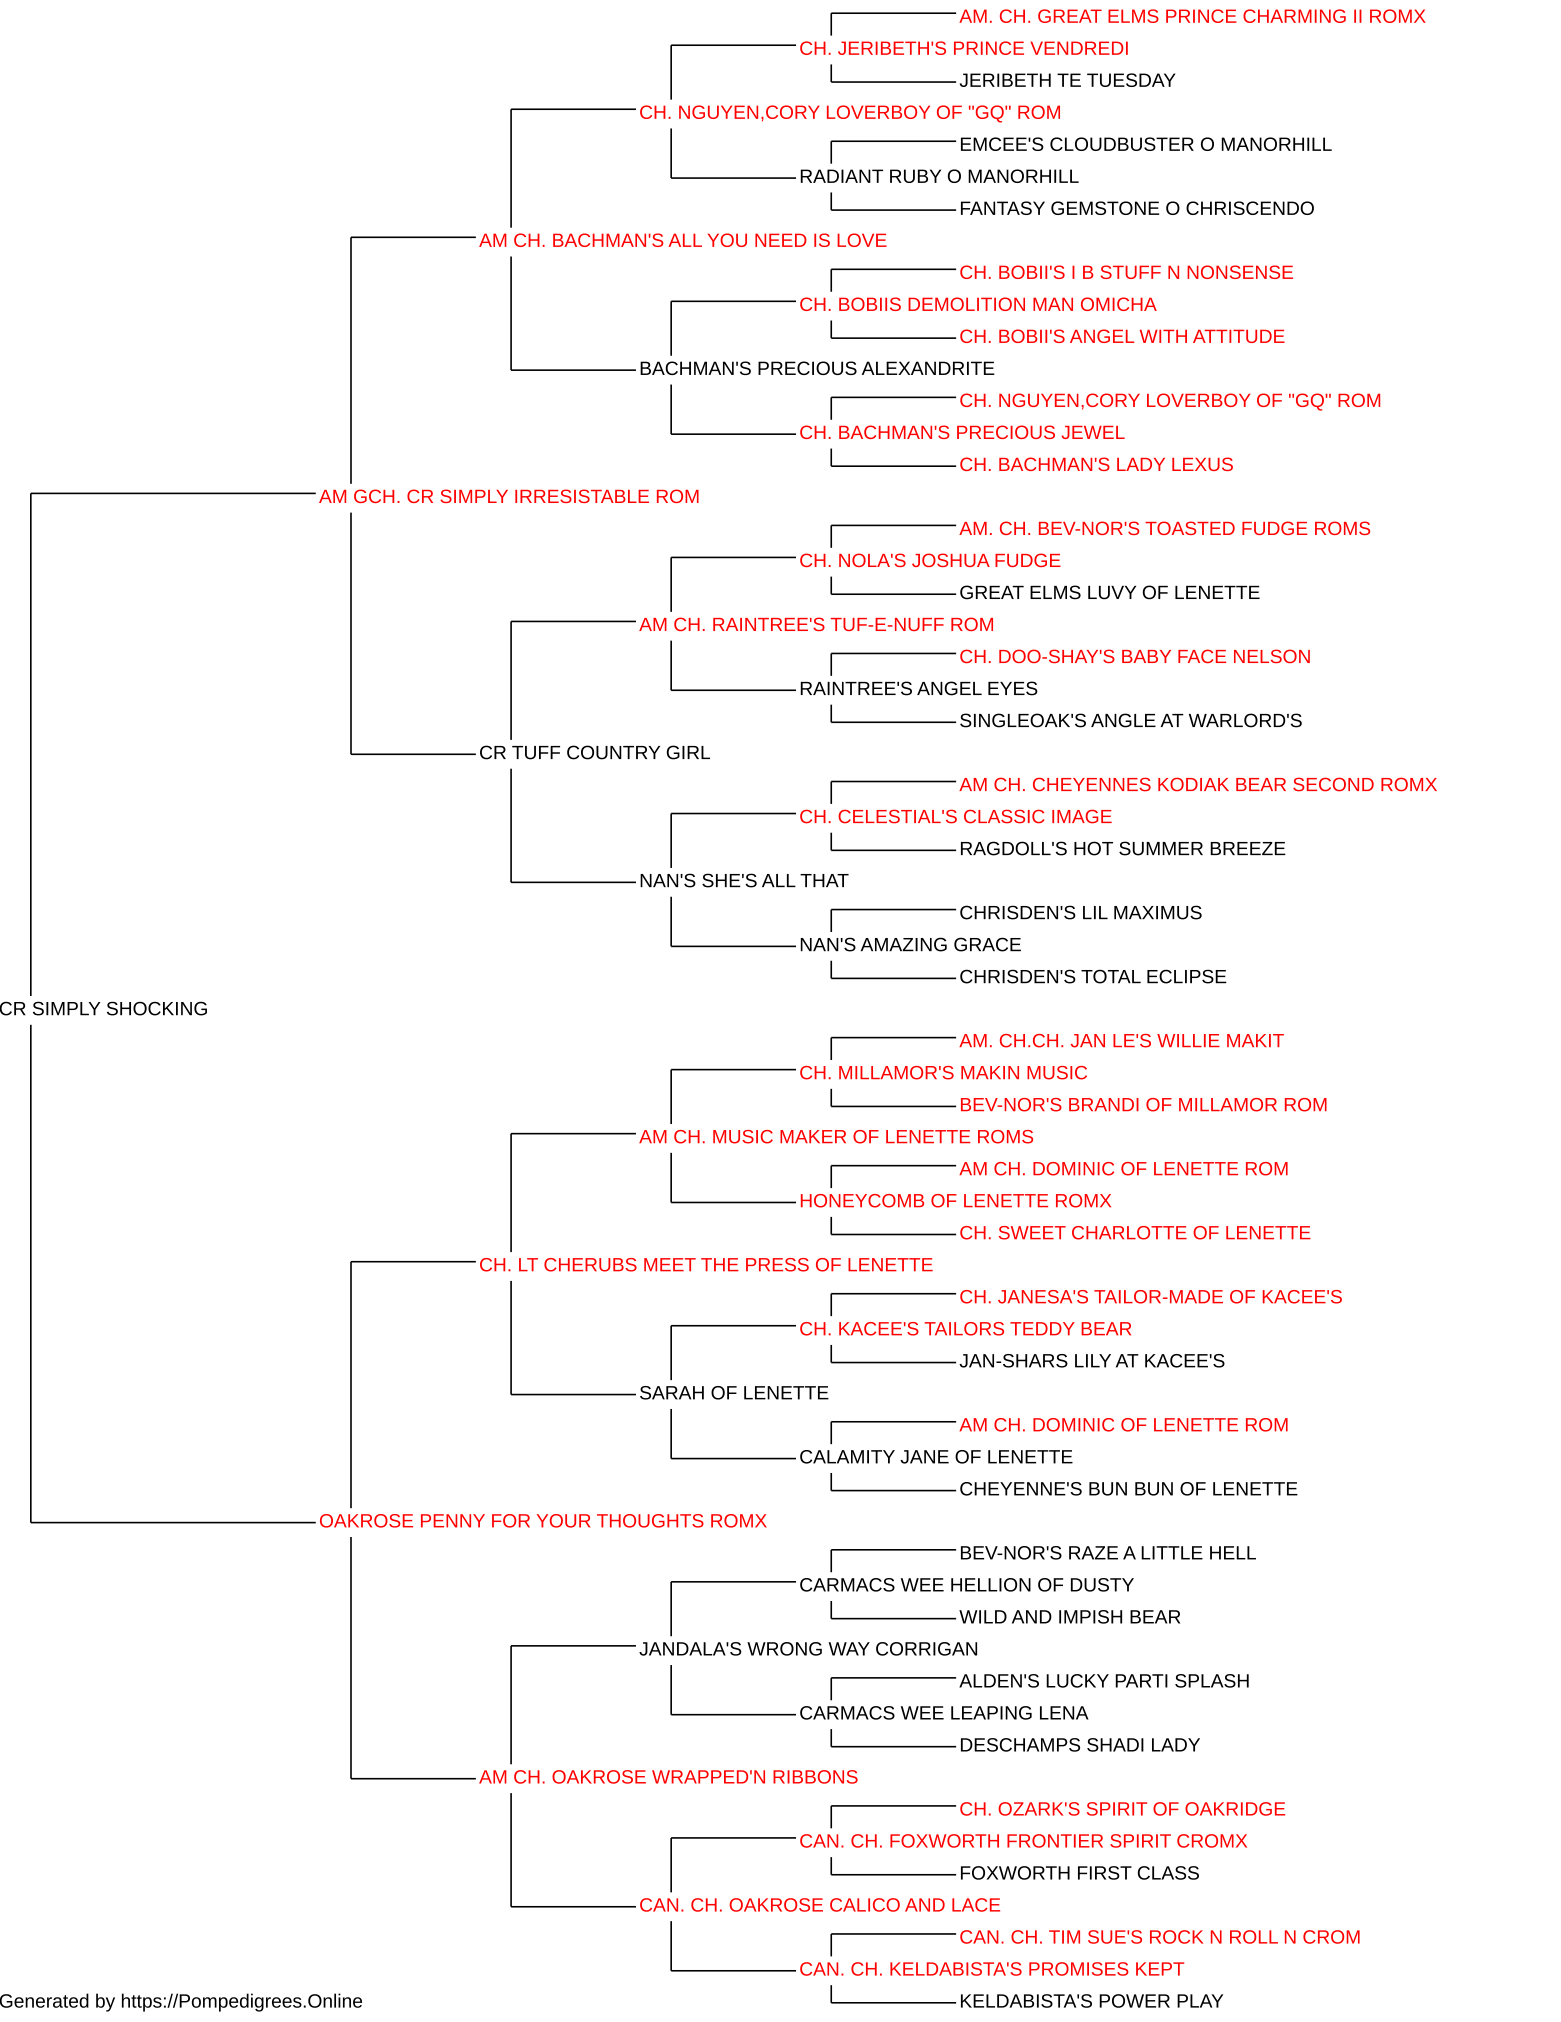 AM. CH. GREAT ELMS PRINCE CHARMING II ROMX
CH. JERIBETH'S PRINCE VENDREDI
JERIBETH TE TUESDAY
CH. NGUYEN,CORY LOVERBOY OF "GQ" ROM
EMCEE'S CLOUDBUSTER O MANORHILL
RADIANT RUBY O MANORHILL
FANTASY GEMSTONE O CHRISCENDO
AM CH. BACHMAN'S ALL YOU NEED IS LOVE
CH. BOBII'S I B STUFF N NONSENSE
CH. BOBIIS DEMOLITION MAN OMICHA
CH. BOBII'S ANGEL WITH ATTITUDE
BACHMAN'S PRECIOUS ALEXANDRITE
CH. NGUYEN,CORY LOVERBOY OF "GQ" ROM
CH. BACHMAN'S PRECIOUS JEWEL
CH. BACHMAN'S LADY LEXUS
AM GCH. CR SIMPLY IRRESISTABLE ROM
AM. CH. BEV-NOR'S TOASTED FUDGE ROMS
CH. NOLA'S JOSHUA FUDGE
GREAT ELMS LUVY OF LENETTE
AM CH. RAINTREE'S TUF-E-NUFF ROM
CH. DOO-SHAY'S BABY FACE NELSON
RAINTREE'S ANGEL EYES
SINGLEOAK'S ANGLE AT WARLORD'S
CR TUFF COUNTRY GIRL
AM CH. CHEYENNES KODIAK BEAR SECOND ROMX
CH. CELESTIAL'S CLASSIC IMAGE
RAGDOLL'S HOT SUMMER BREEZE
NAN'S SHE'S ALL THAT
CHRISDEN'S LIL MAXIMUS
NAN'S AMAZING GRACE
CHRISDEN'S TOTAL ECLIPSE
CR SIMPLY SHOCKING
AM. CH.CH. JAN LE'S WILLIE MAKIT
CH. MILLAMOR'S MAKIN MUSIC
BEV-NOR'S BRANDI OF MILLAMOR ROM
AM CH. MUSIC MAKER OF LENETTE ROMS
AM CH. DOMINIC OF LENETTE ROM
HONEYCOMB OF LENETTE ROMX
CH. SWEET CHARLOTTE OF LENETTE
CH. LT CHERUBS MEET THE PRESS OF LENETTE
CH. JANESA'S TAILOR-MADE OF KACEE'S
CH. KACEE'S TAILORS TEDDY BEAR
JAN-SHARS LILY AT KACEE'S
SARAH OF LENETTE
AM CH. DOMINIC OF LENETTE ROM
CALAMITY JANE OF LENETTE
CHEYENNE'S BUN BUN OF LENETTE
OAKROSE PENNY FOR YOUR THOUGHTS ROMX
BEV-NOR'S RAZE A LITTLE HELL
CARMACS WEE HELLION OF DUSTY
WILD AND IMPISH BEAR
JANDALA'S WRONG WAY CORRIGAN
ALDEN'S LUCKY PARTI SPLASH
CARMACS WEE LEAPING LENA
DESCHAMPS SHADI LADY
AM CH. OAKROSE WRAPPED'N RIBBONS
CH. OZARK'S SPIRIT OF OAKRIDGE
CAN. CH. FOXWORTH FRONTIER SPIRIT CROMX
FOXWORTH FIRST CLASS
CAN. CH. OAKROSE CALICO AND LACE
CAN. CH. TIM SUE'S ROCK N ROLL N CROM
CAN. CH. KELDABISTA'S PROMISES KEPT
KELDABISTA'S POWER PLAY
Generated by https://Pompedigrees.Online